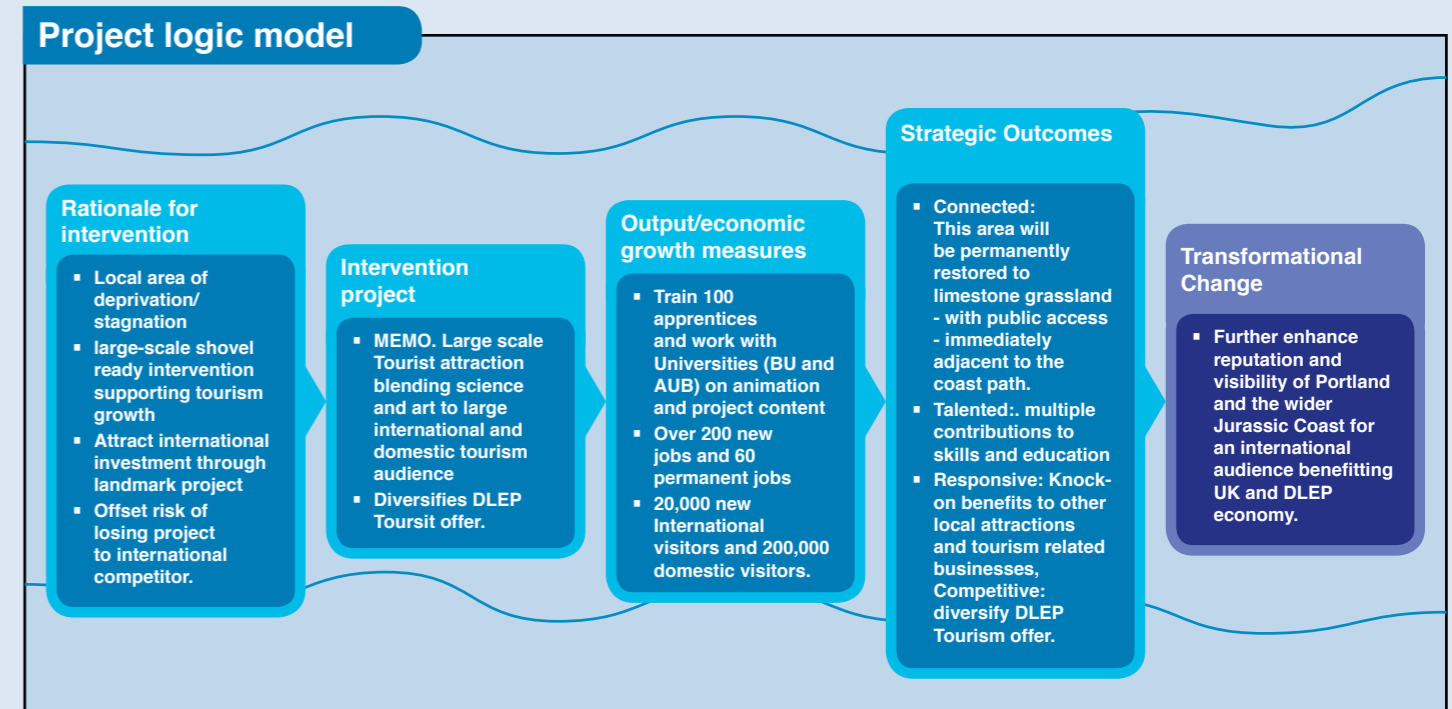 Project logic model
Rationale for
intervention
▪ Local area of
deprivation/
stagnation
▪ large-scale shovel
ready intervention
supporting tourism
growth
▪ Attract international
investment through
landmark project
▪ Offset risk of
losing project
to international
competitor.
Intervention
project
▪ MEMO. Large scale
Tourist attraction
blending science
and art to large
international and
domestic tourism
audience
▪ Diversifies DLEP
Toursit offer.
Output/economic
growth measures
▪ Train 100
apprentices
and work with
Universities (BU and
AUB) on animation
and project content
▪ Over 200 new
jobs and 60
permanent jobs
▪ 20,000 new
International
visitors and 200,000
domestic visitors.
Strategic Outcomes
▪ Connected:
This area will
be permanently
restored to
limestone grassland
- with public access
- immediately
adjacent to the
coast path.
▪ Talented:. multiple
contributions to
skills and education
▪ Responsive: Knock-
on benefits to other
local attractions
and tourism related
businesses,
Competitive:
diversify DLEP
Tourism offer.
Transformational
Change
▪ Further enhance
reputation and
visibility of Portland
and the wider
Jurassic Coast for
an international
audience benefitting
UK and DLEP
economy.